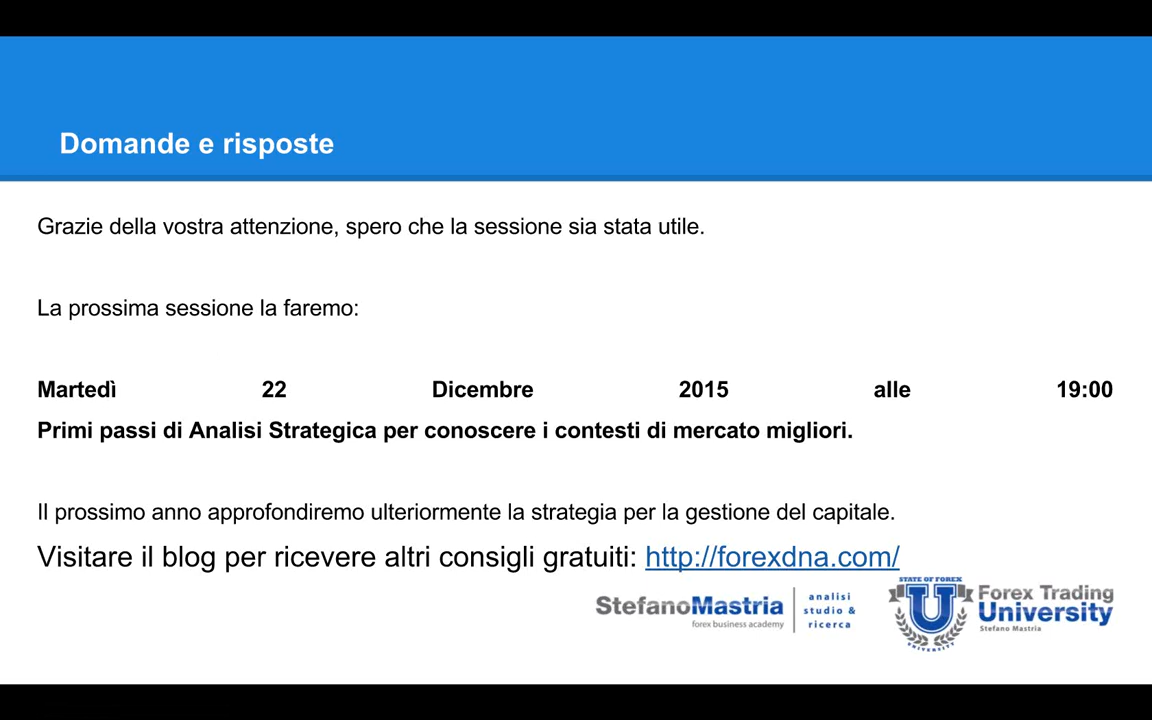 Domande e risposte
Grazie della vostra attenzione, spero che la sessione sia stata utile.
La prossima sessione la faremo:
Martedì 22 Dicembre 2015 alle 19:00
Primi passi di Analisi Strategica per conoscere i contesti di mercato migliori.
Il prossimo anno approfondiremo ulteriormente la strategia per la gestione del capitale.
Visitare il blog per ricevere altri consigli gratuiti: http://forexdna.com/
StefanoMastria
forex business academy
analisi
studio &
ricerca
STATE OF FOREX
U
UNIVERSITY
Forex Trading
University
Stefano Mastria